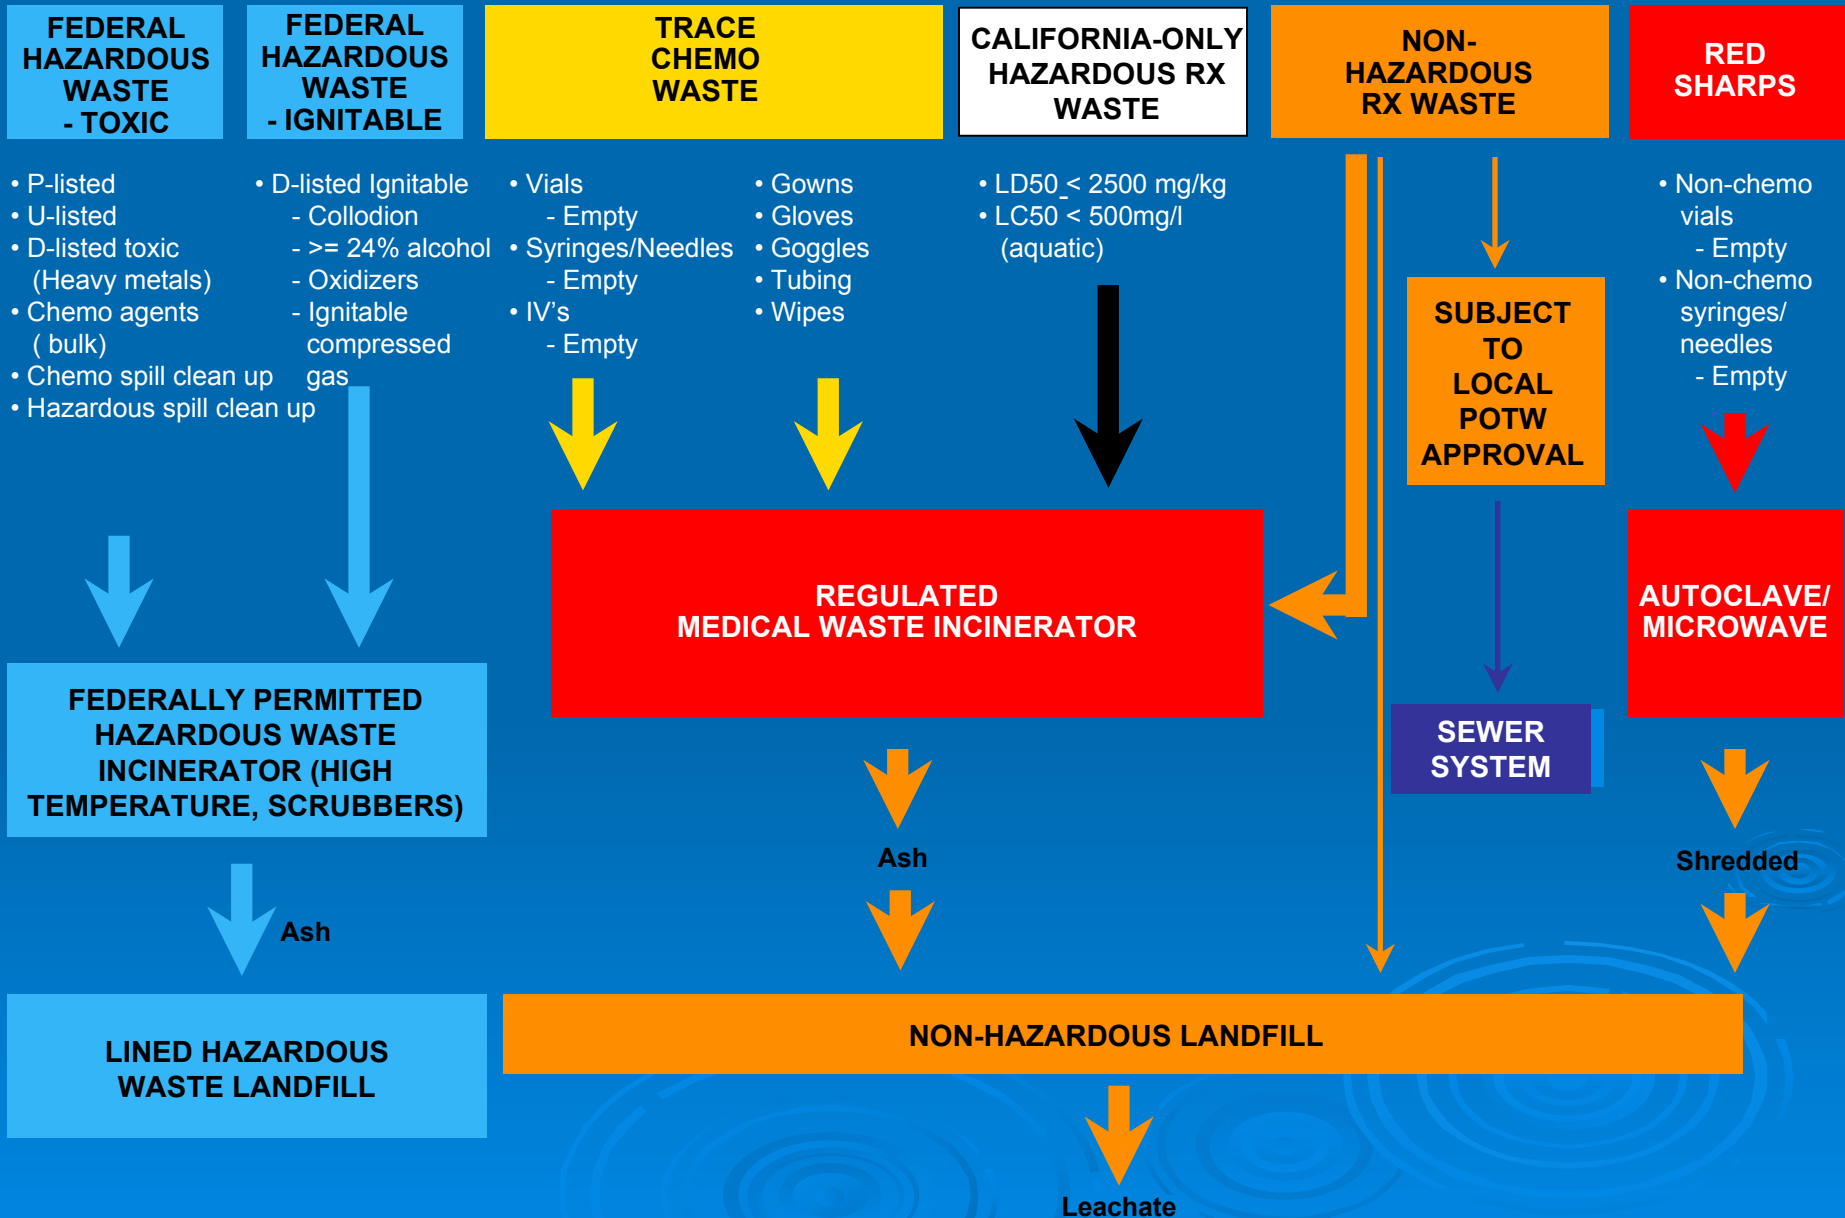 FEDERAL
HAZARDOUS
WASTE
- TOXIC
FEDERAL
HAZARDOUS
WASTE
- IGNITABLE
TRACE
CHEMO
WASTE
CALIFORNIA-ONLY
HAZARDOUS RX
WASTE
NON-
HAZARDOUS
RX WASTE
RED
SHARPS
• P-listed
• U-listed
• D-listed toxic
(Heavy metals)
• Chemo agents
( bulk)
• Chemo spill clean up
• Hazardous spill clean up
• D-listed Ignitable
- Collodion
- >= 24% alcohol
- Oxidizers
- Ignitable
compressed
gas
• Vials
- Empty
• Syringes/Needles
- Empty
• IV's
- Empty
• Gowns
• Gloves
• Goggles
• Tubing
• Wipes
• LD50 < 2500 mg/kg
• LC50 < 500mg/l
(aquatic)
SUBJECT
TO
LOCAL
POTW
APPROVAL
• Non-chemo
vials
- Empty
• Non-chemo
syringes/
needles
- Empty
REGULATED
MEDICAL WASTE INCINERATOR
AUTOCLAVE/
MICROWAVE
FEDERALLY PERMITTED
HAZARDOUS WASTE
INCINERATOR (HIGH
TEMPERATURE, SCRUBBERS)
SEWER
SYSTEM
Ash
Shredded
Ash
LINED HAZARDOUS
WASTE LANDFILL
NON-HAZARDOUS LANDFILL
Leachate